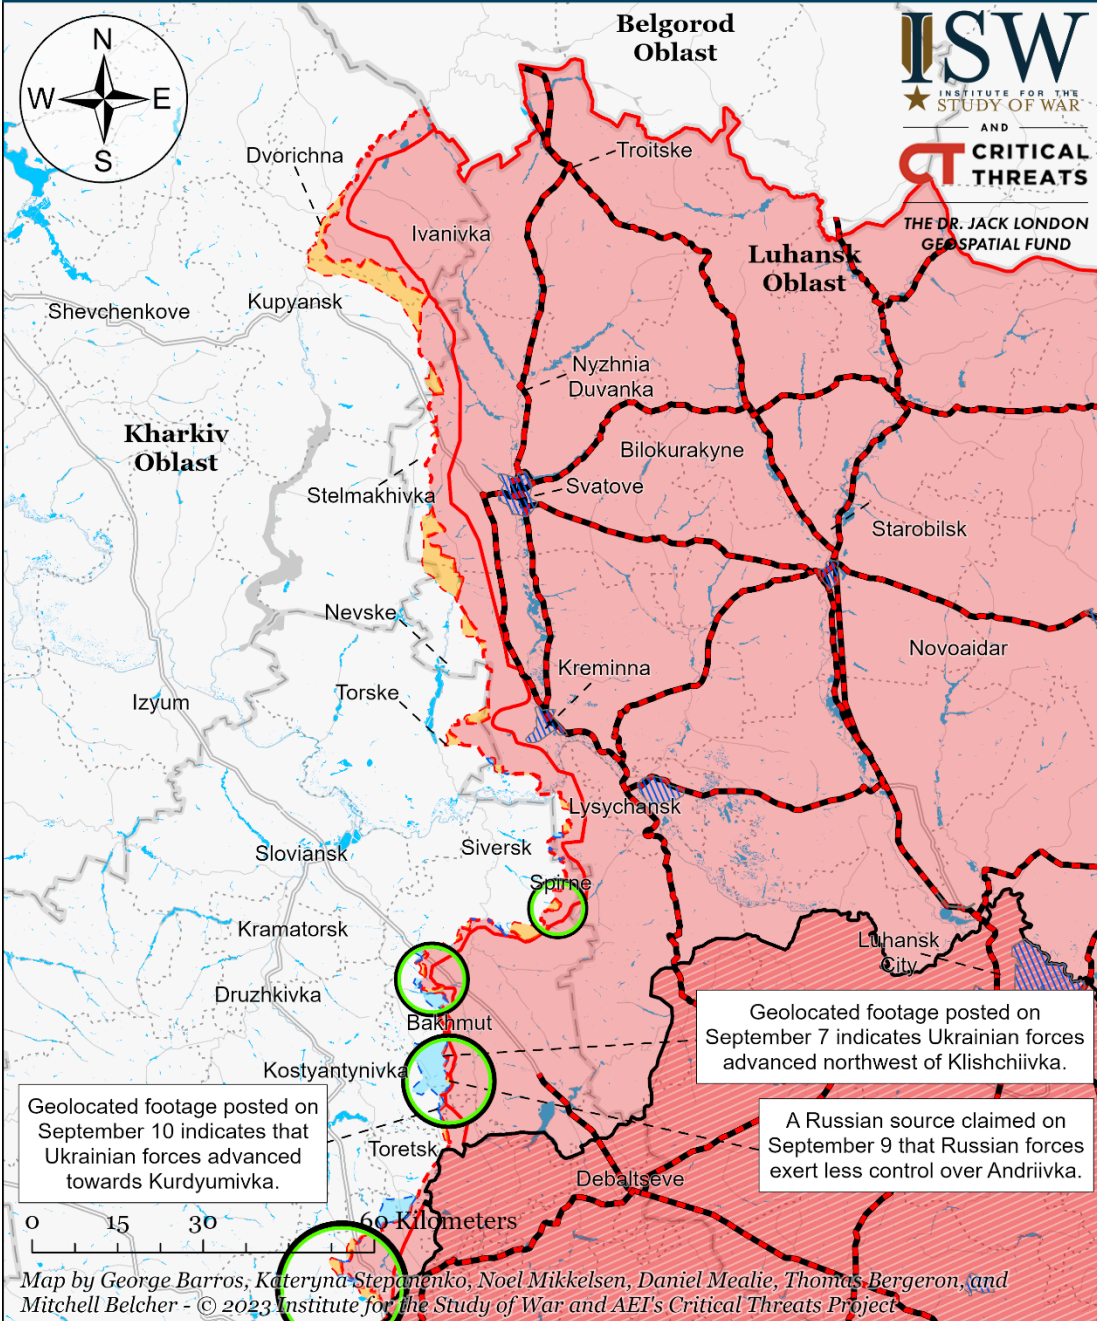 Belgorod
Oblast
ISW
INSTITUTE FOR THE
STUDY OF WAR
AND
CT CRITICAL
THREATS
THE DR. JACK LONDON
GEOSPATIAL FUND
N
W
E
S
Dvorichna
Troitske
Ivanivka
Luhansk
Oblast
Shevchenkove
Kupyansk
Nyzhnia
Duvanka
Kharkiv
Oblast
Bilokurakyne
Stelmakhivka
Svatove
Starobilsk
Nevske
Novoaidar
Kreminna
Torske
Izyum
Lysychansk
Sloviansk
Siversk
Spirne
Kramatorsk
Luhansk
City
Druzhkivka
Bakhmut
Geolocated footage posted on
September 7 indicates Ukrainian forces
advanced northwest of Klishchiivka.
Kostyantynivka
Geolocated footage posted on
September 10 indicates that
Ukrainian forces advanced
towards Kurdyumivka.
A Russian source claimed on
September 9 that Russian forces
exert less control over Andriivka.
Toretsk
Debaltseve
0 15 30 60 Kilometers
Map by George Barros, Kateryna Stepanenko, Noel Mikkelsen, Daniel Mealie, Thomas Bergeron, and
Mitchell Belcher - © 2023 Institute for the Study of War and AEI's Critical Threats Project